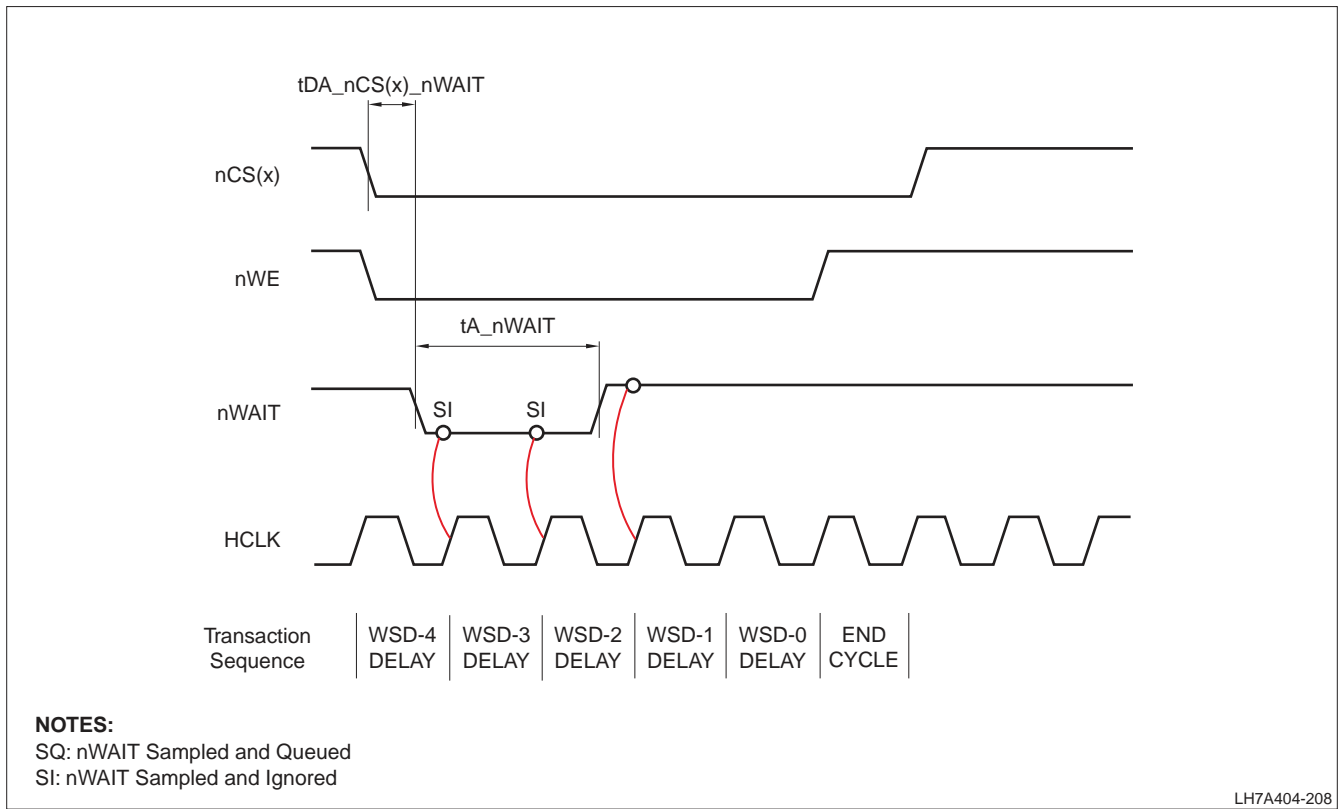 tDA_nCS(x)_nWAIT
nCS(x)
nWE
tA_nWAIT
nWAIT
SI
SI
HCLK
Transaction
Sequence
WSD-4
DELAY
WSD-3
DELAY
WSD-2
DELAY
WSD-1
DELAY
WSD-0
DELAY
END
CYCLE
NOTES:
SQ: nWAIT Sampled and Queued
SI: nWAIT Sampled and Ignored
LH7A404-208